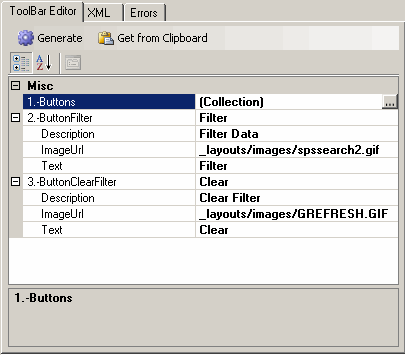 ToolBar Editor XML Errors
Generate Get from Clipboard
A
Z
Misc
1.-Buttons (Collection) ...
2.-ButtonFilter Filter
Description Filter Data
ImageUrl _layouts/images/spssearch2.gif
Text Filter
3.-ButtonClearFilter Clear
Description Clear Filter
ImageUrl _layouts/images/GREFRESH.GIF
Text Clear
1.-Buttons